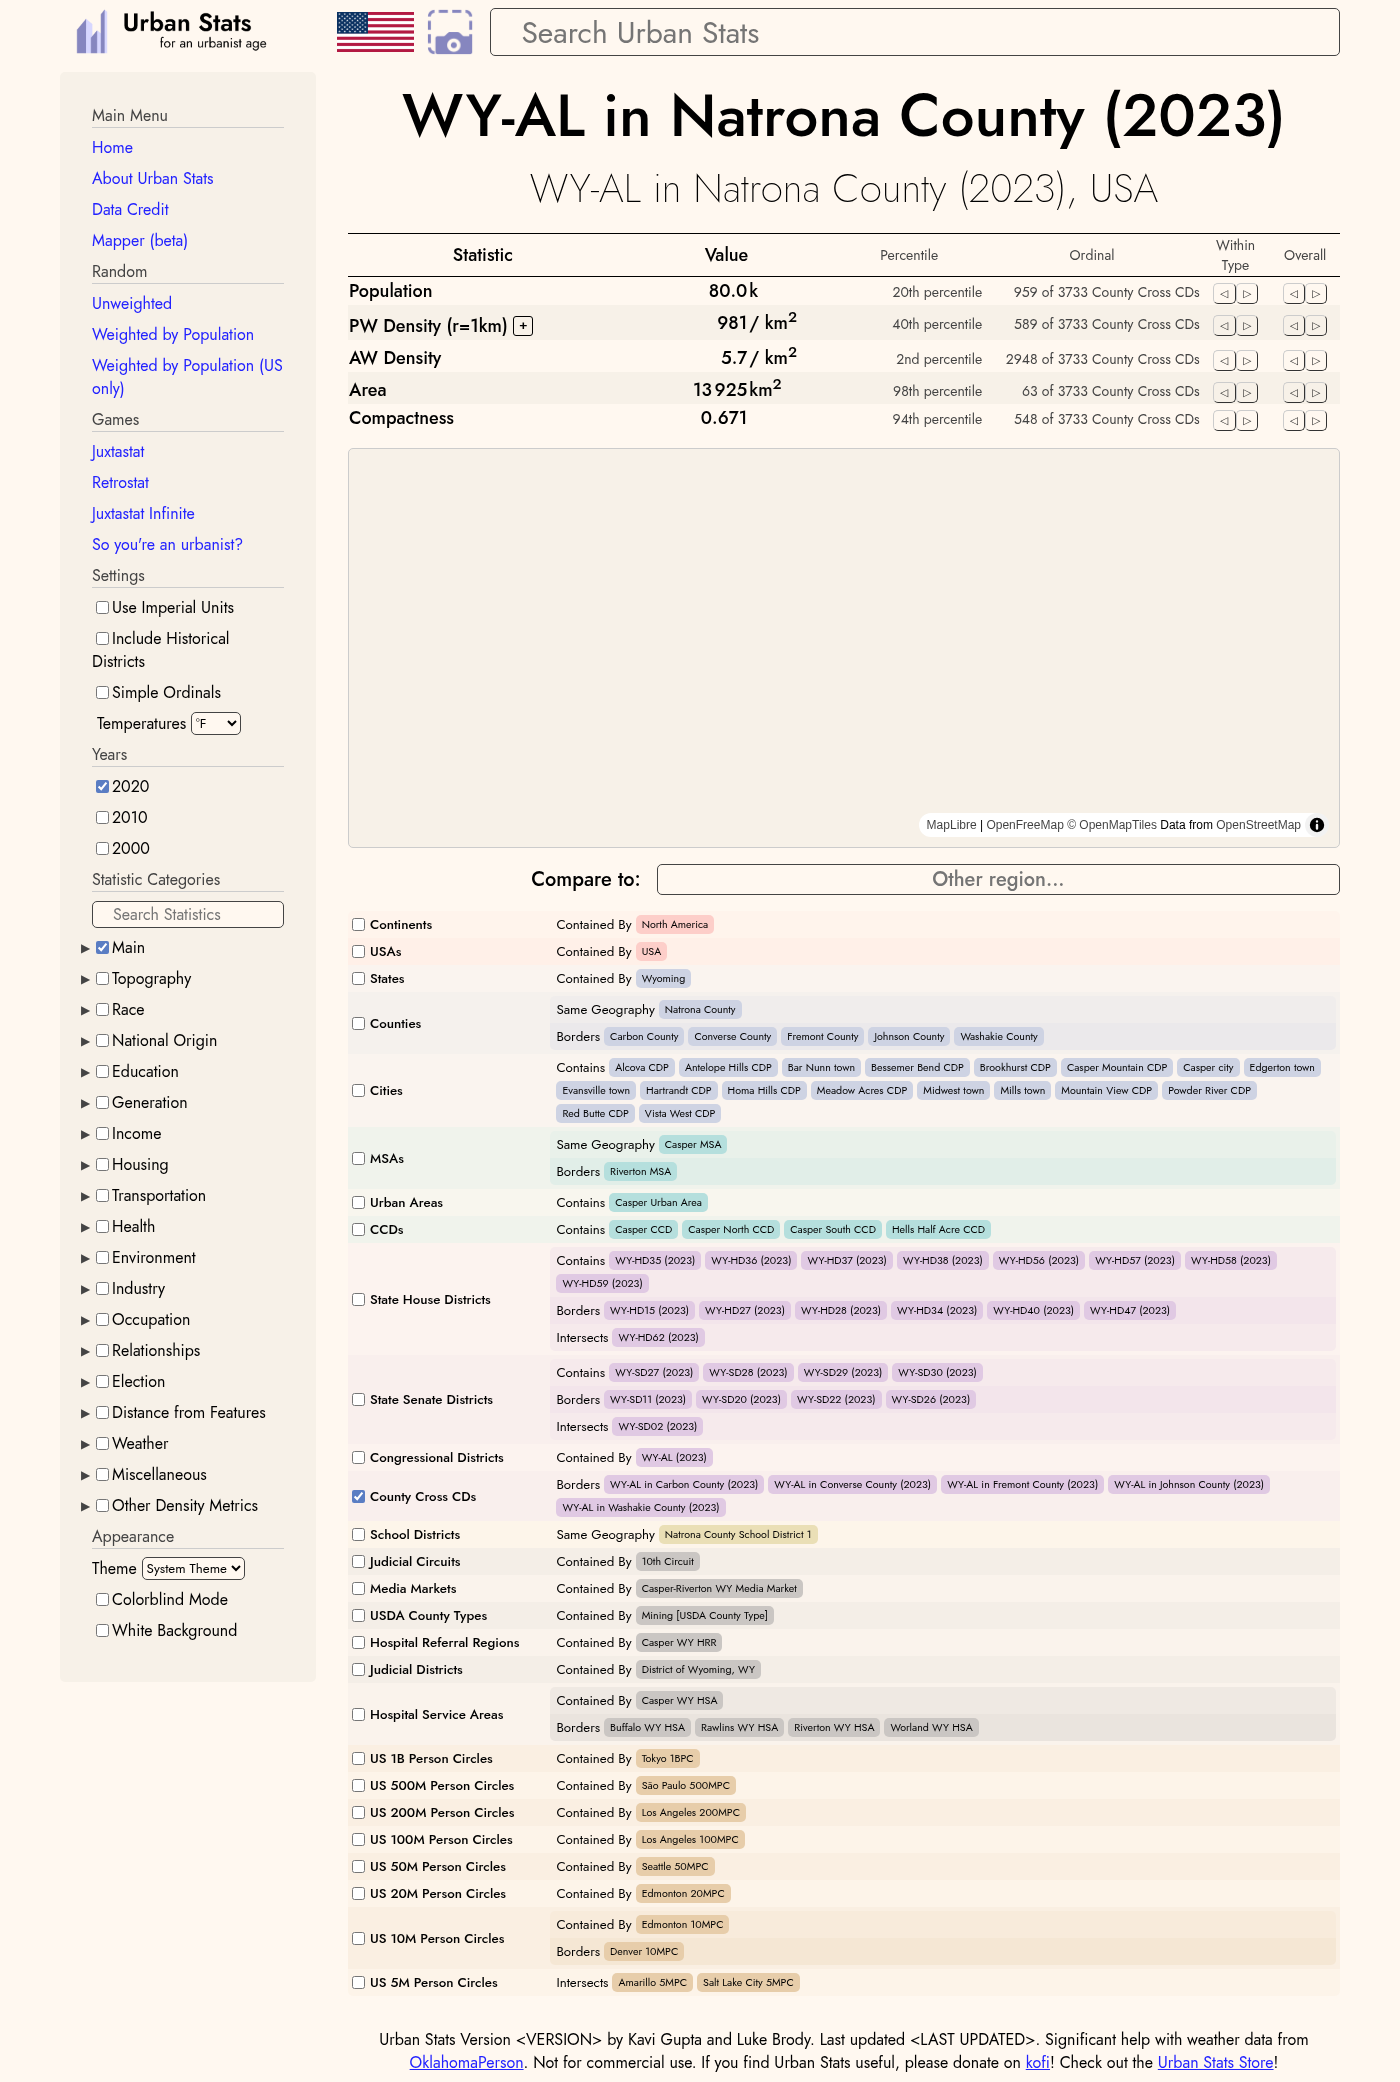 Urban Stats
for an urbanist age
Search Urban Stats
Main Menu
Home
About Urban Stats
Data Credit
Mapper (beta)
Random
Unweighted
Weighted by Population
Weighted by Population (US
only)
Games
Juxtastat
Retrostat
Juxtastat Infinite
So you're an urbanist?
Settings
Use Imperial Units
Include Historical
Districts
Simple Ordinals
Temperatures °F
Years
2020
2010
2000
Statistic Categories
Search Statistics
Main
Topography
Race
National Origin
Education
Generation
Income
Housing
Transportation
Health
Environment
Industry
Occupation
Relationships
Election
Distance from Features
Weather
Miscellaneous
Other Density Metrics
Appearance
Theme System Theme
Colorblind Mode
White Background
WY-AL in Natrona County (2023)
WY-AL in Natrona County (2023), USA
Statistic Value Percentile Ordinal Within Type Overall
Population 80.0k 20th percentile 959 of 3733 County Cross CDs
PW Density (r=1km) + 981/ km² 40th percentile 589 of 3733 County Cross CDs
AW Density 5.7/ km² 2nd percentile 2948 of 3733 County Cross CDs
Area 13 925km² 98th percentile 63 of 3733 County Cross CDs
Compactness 0.671 94th percentile 548 of 3733 County Cross CDs
MapLibre | OpenFreeMap © OpenMapTiles Data from OpenStreetMap
Compare to: Other region...
Continents Contained By North America
USAs Contained By USA
States Contained By Wyoming
Counties Same Geography Natrona County
Borders Carbon County Converse County Fremont County Johnson County Washakie County
Cities Contains Alcova CDP Antelope Hills CDP Bar Nunn town Bessemer Bend CDP Brookhurst CDP Casper Mountain CDP Casper city Edgerton town
Evansville town Hartrandt CDP Homa Hills CDP Meadow Acres CDP Midwest town Mills town Mountain View CDP Powder River CDP
Red Butte CDP Vista West CDP
MSAs Same Geography Casper MSA
Borders Riverton MSA
Urban Areas Contains Casper Urban Area
CCDs Contains Casper CCD Casper North CCD Casper South CCD Hells Half Acre CCD
State House Districts Contains WY-HD35 (2023) WY-HD36 (2023) WY-HD37 (2023) WY-HD38 (2023) WY-HD56 (2023) WY-HD57 (2023) WY-HD58 (2023)
WY-HD59 (2023)
Borders WY-HD15 (2023) WY-HD27 (2023) WY-HD28 (2023) WY-HD34 (2023) WY-HD40 (2023) WY-HD47 (2023)
Intersects WY-HD62 (2023)
State Senate Districts Contains WY-SD27 (2023) WY-SD28 (2023) WY-SD29 (2023) WY-SD30 (2023)
Borders WY-SD11 (2023) WY-SD20 (2023) WY-SD22 (2023) WY-SD26 (2023)
Intersects WY-SD02 (2023)
Congressional Districts Contained By WY-AL (2023)
County Cross CDs Borders WY-AL in Carbon County (2023) WY-AL in Converse County (2023) WY-AL in Fremont County (2023) WY-AL in Johnson County (2023)
WY-AL in Washakie County (2023)
School Districts Same Geography Natrona County School District 1
Judicial Circuits Contained By 10th Circuit
Media Markets Contained By Casper-Riverton WY Media Market
USDA County Types Contained By Mining [USDA County Type]
Hospital Referral Regions Contained By Casper WY HRR
Judicial Districts Contained By District of Wyoming, WY
Hospital Service Areas Contained By Casper WY HSA
Borders Buffalo WY HSA Rawlins WY HSA Riverton WY HSA Worland WY HSA
US 1B Person Circles Contained By Tokyo 1BPC
US 500M Person Circles Contained By São Paulo 500MPC
US 200M Person Circles Contained By Los Angeles 200MPC
US 100M Person Circles Contained By Los Angeles 100MPC
US 50M Person Circles Contained By Seattle 50MPC
US 20M Person Circles Contained By Edmonton 20MPC
US 10M Person Circles Contained By Edmonton 10MPC
Borders Denver 10MPC
US 5M Person Circles Intersects Amarillo 5MPC Salt Lake City 5MPC
Urban Stats Version <VERSION> by Kavi Gupta and Luke Brody. Last updated <LAST UPDATED>. Significant help with weather data from
OklahomaPerson. Not for commercial use. If you find Urban Stats useful, please donate on kofi! Check out the Urban Stats Store!